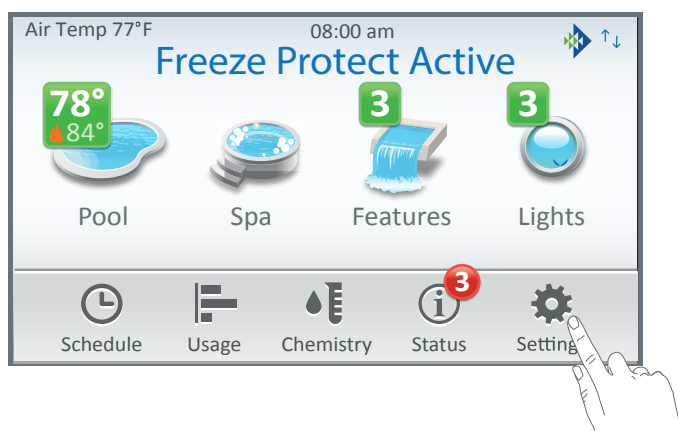 Air Temp 77°F
08:00 am
↑↓
Freeze Protect Active
78°
84°
3
3
Pool
Spa
Features
Lights
3
Schedule
Usage
Chemistry
Status
Setting